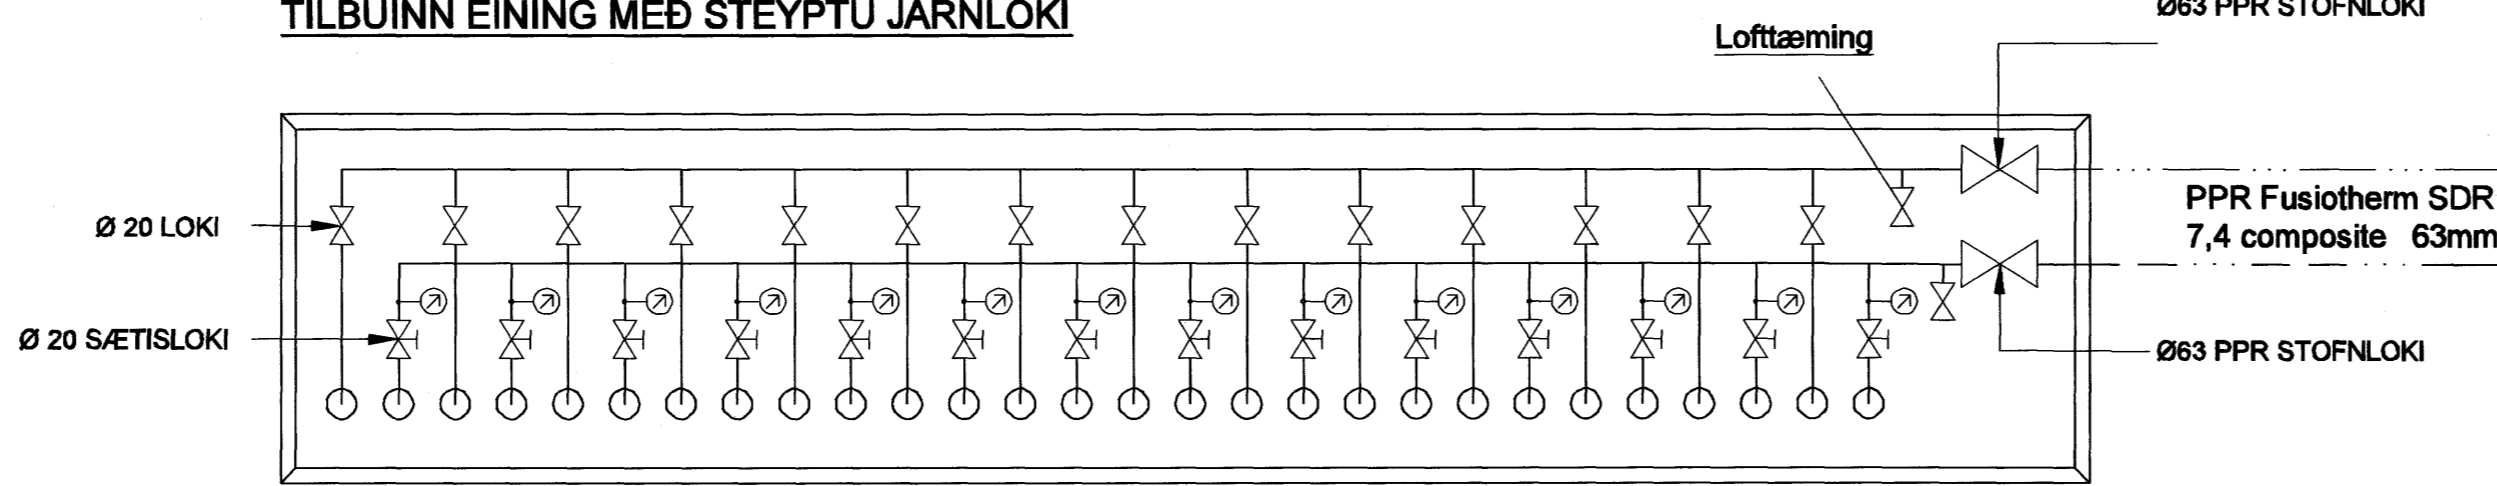 TILBUINN EINING MEÐ STEYPTU JÁRNLOKI
Ø63 PPR STOFNLOKI
Lofttæming
Ø 20 LOKI
PPR Fusiotherm SDR
7,4 composite 63mm
Ø 20 SÆTISLOKI
Ø63 PPR STOFNLOKI